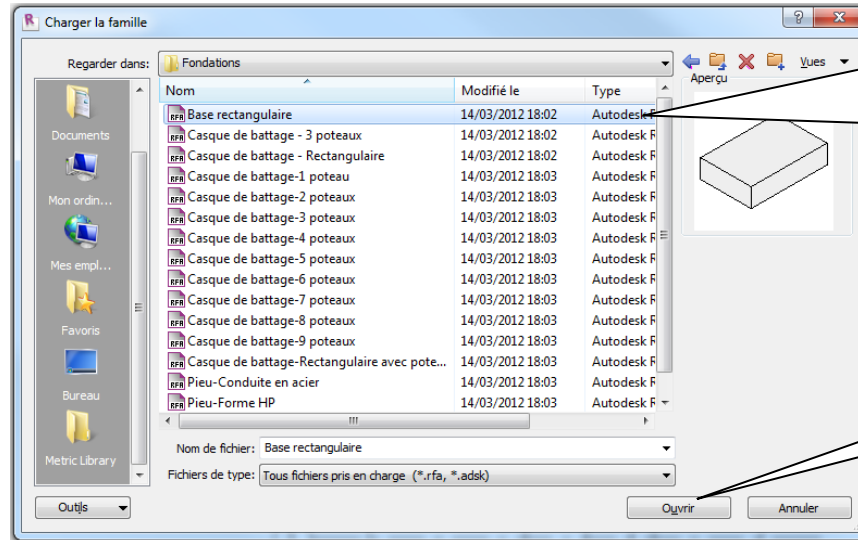 Charger la famille
Regarder dans: Fondations Vues
Aperçu
Nom Modifié le Type
Base rectangulaire 14/03/2012 18:02 Autodesk R
Casque de battage - 3 poteaux 14/03/2012 18:02 Autodesk R
Casque de battage - Rectangulaire 14/03/2012 18:02 Autodesk R
Casque de battage-1 poteau 14/03/2012 18:03 Autodesk R
Casque de battage-2 poteaux 14/03/2012 18:03 Autodesk R
Casque de battage-3 poteaux 14/03/2012 18:03 Autodesk R
Casque de battage-4 poteaux 14/03/2012 18:03 Autodesk R
Casque de battage-5 poteaux 14/03/2012 18:03 Autodesk R
Casque de battage-6 poteaux 14/03/2012 18:03 Autodesk R
Casque de battage-7 poteaux 14/03/2012 18:03 Autodesk R
Casque de battage-8 poteaux 14/03/2012 18:03 Autodesk R
Casque de battage-9 poteaux 14/03/2012 18:03 Autodesk R
Casque de battage-Rectangulaire avec pote... 14/03/2012 18:03 Autodesk R
Pieu-Conduite en acier 14/03/2012 18:03 Autodesk R
Pieu-Forme HP 14/03/2012 18:03 Autodesk R
Documents
Mon ordin...
Mes empl...
Favoris
Bureau
Metric Library
Nom de fichier: Base rectangulaire
Fichiers de type: Tous fichiers pris en charge (*.rfa, *.adsk)
Outils Ouvrir Annuler